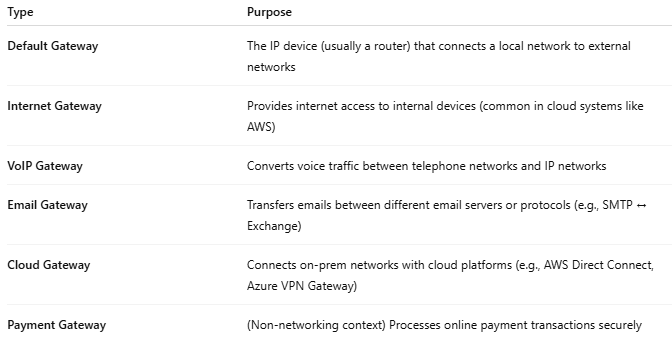 Type Purpose
Default Gateway The IP device (usually a router) that connects a local network to external
networks
Internet Gateway Provides internet access to internal devices (common in cloud systems like
AWS)
VoIP Gateway Converts voice traffic between telephone networks and IP networks
Email Gateway Transfers emails between different email servers or protocols (e.g., SMTP ↔
Exchange)
Cloud Gateway Connects on-prem networks with cloud platforms (e.g., AWS Direct Connect,
Azure VPN Gateway)
Payment Gateway (Non-networking context) Processes online payment transactions securely